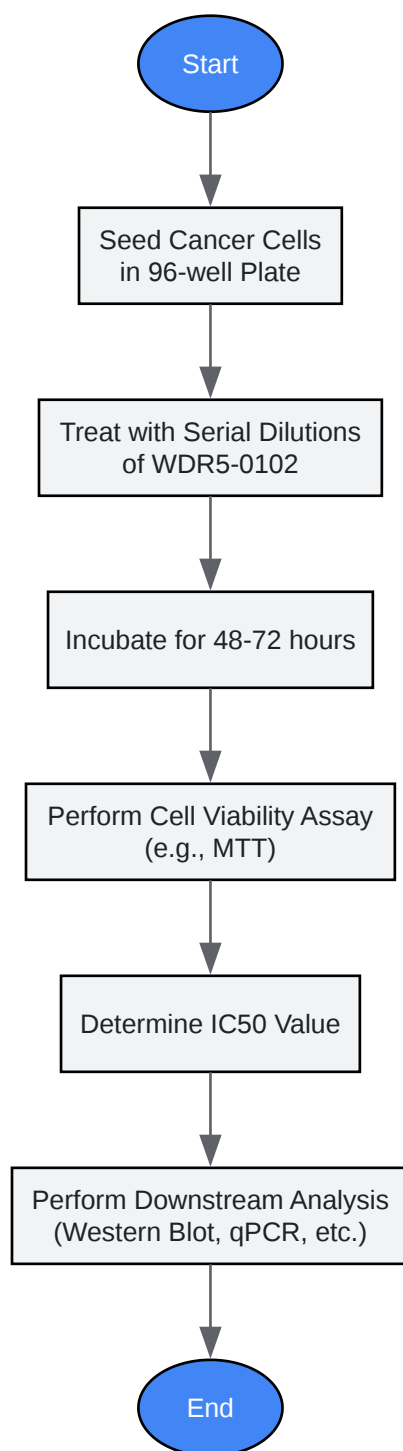 Start
Seed Cancer Cells
in 96-well Plate
Treat with Serial Dilutions
of WDR5-0102
Incubate for 48-72 hours
Perform Cell Viability Assay
(e.g., MTT)
Determine IC50 Value
Perform Downstream Analysis
(Western Blot, qPCR, etc.)
End